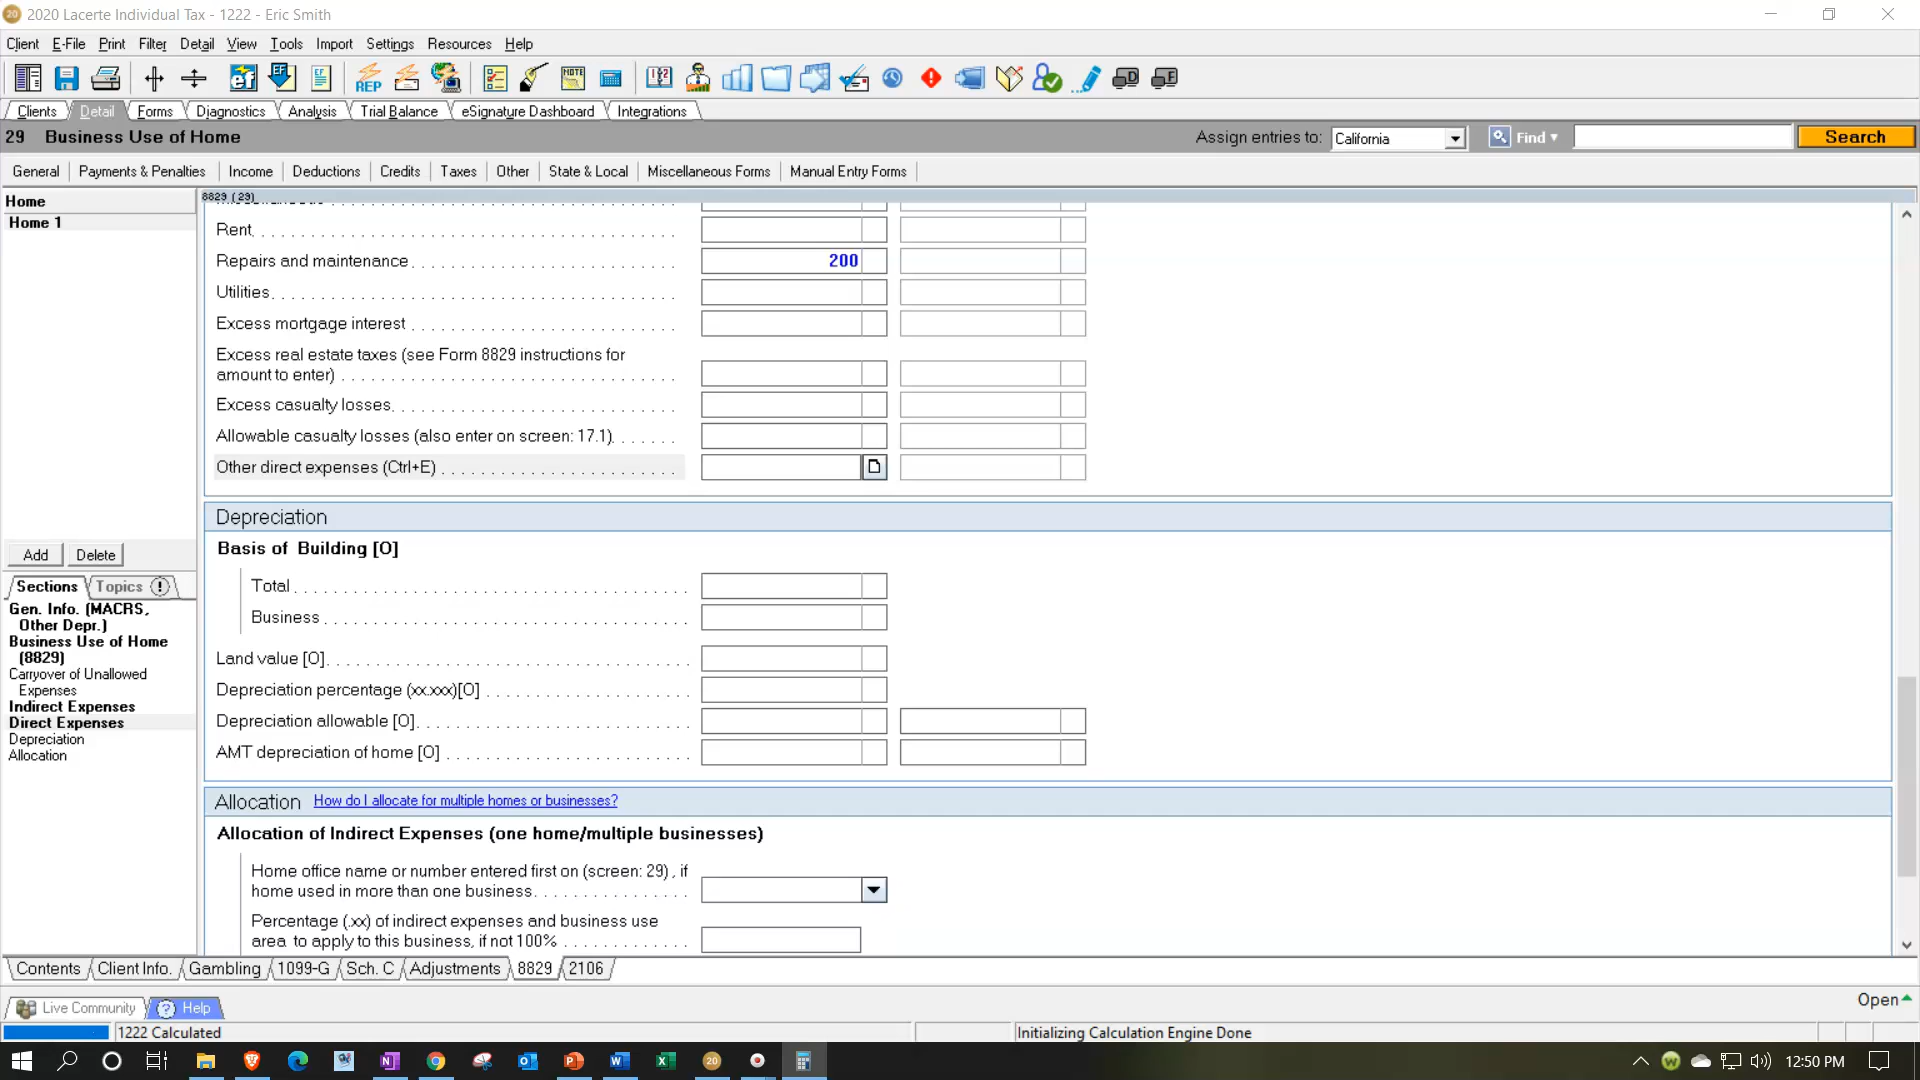 20 2020 Lacerte Individual Tax - 1222 - Eric Smith
Client E-File Print Filter Detail View Tools Import Settings Resources Help
REP NOTE D F
Clients Detail Forms Diagnostics Analysis Trial Balance eSignature Dashboard Integrations
29 Business Use of Home Assign entries to: California Find Search
General Payments & Penalties Income Deductions Credits Taxes Other State & Local Miscellaneous Forms Manual Entry Forms
Home
Home 1
8829 (29)
Rent
Repairs and maintenance 200
Utilities
Excess mortgage interest
Excess real estate taxes (see Form 8829 instructions for
amount to enter)
Excess casualty losses
Allowable casualty losses (also enter on screen: 17.1)
Other direct expenses (Ctrl+E)
Depreciation
Basis of Building [O]
Total
Business
Land value [O]
Depreciation percentage (xx.xxx)[O]
Depreciation allowable [O]
AMT depreciation of home [O]
Allocation How do I allocate for multiple homes or businesses?
Allocation of Indirect Expenses (one home/multiple businesses)
Home office name or number entered first on (screen: 29), if
home used in more than one business
Percentage (.xx) of indirect expenses and business use
area to apply to this business, if not 100%
Add Delete
Sections Topics
Gen. Info. (MACRS,
Other Depr.)
Business Use of Home
(8829)
Carryover of Unallowed
Expenses
Indirect Expenses
Direct Expenses
Depreciation
Allocation
Contents Client Info. Gambling 1099-G Sch. C Adjustments 8829 2106
Live Community Help Open
1222 Calculated Initializing Calculation Engine Done
12:50 PM